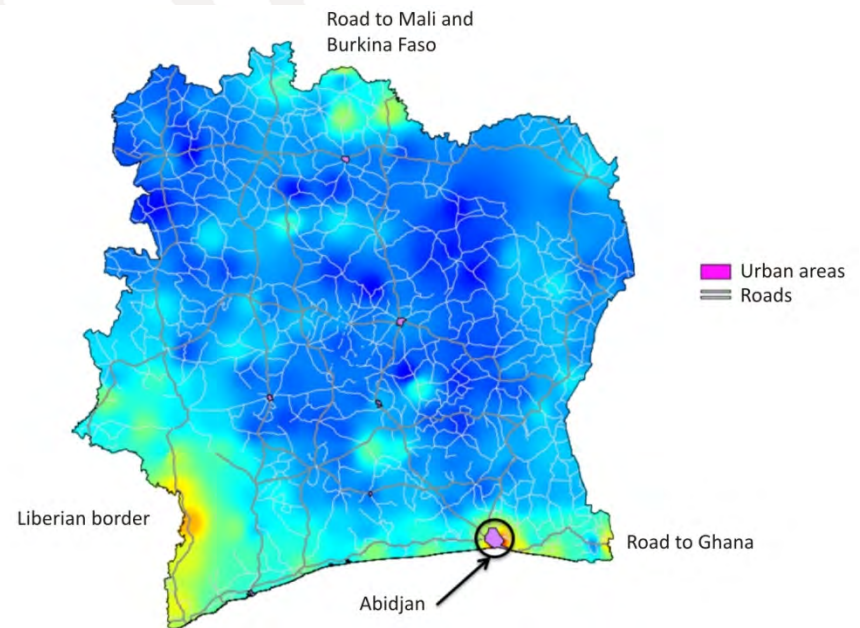 Road to Mali and
Burkina Faso
Urban areas
Roads
Liberian border
Road to Ghana
Abidjan